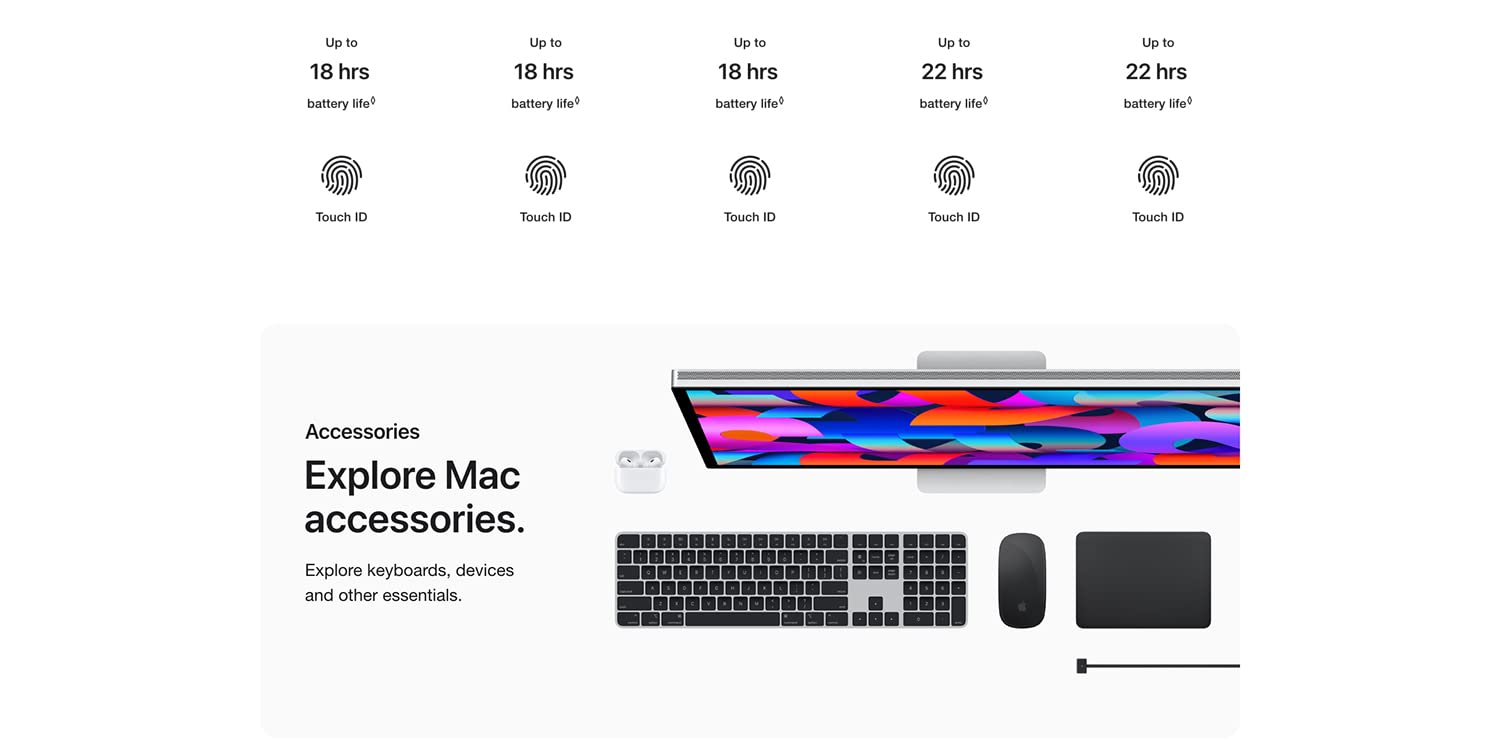 Up to Up to Up to Up to Up to
18 hrs 18 hrs 18 hrs 22 hrs 22 hrs
battery life◊ battery life◊ battery life◊ battery life◊ battery life◊
Touch ID Touch ID Touch ID Touch ID Touch ID
Accessories
Explore Mac
accessories.
Explore keyboards, devices
and other essentials.